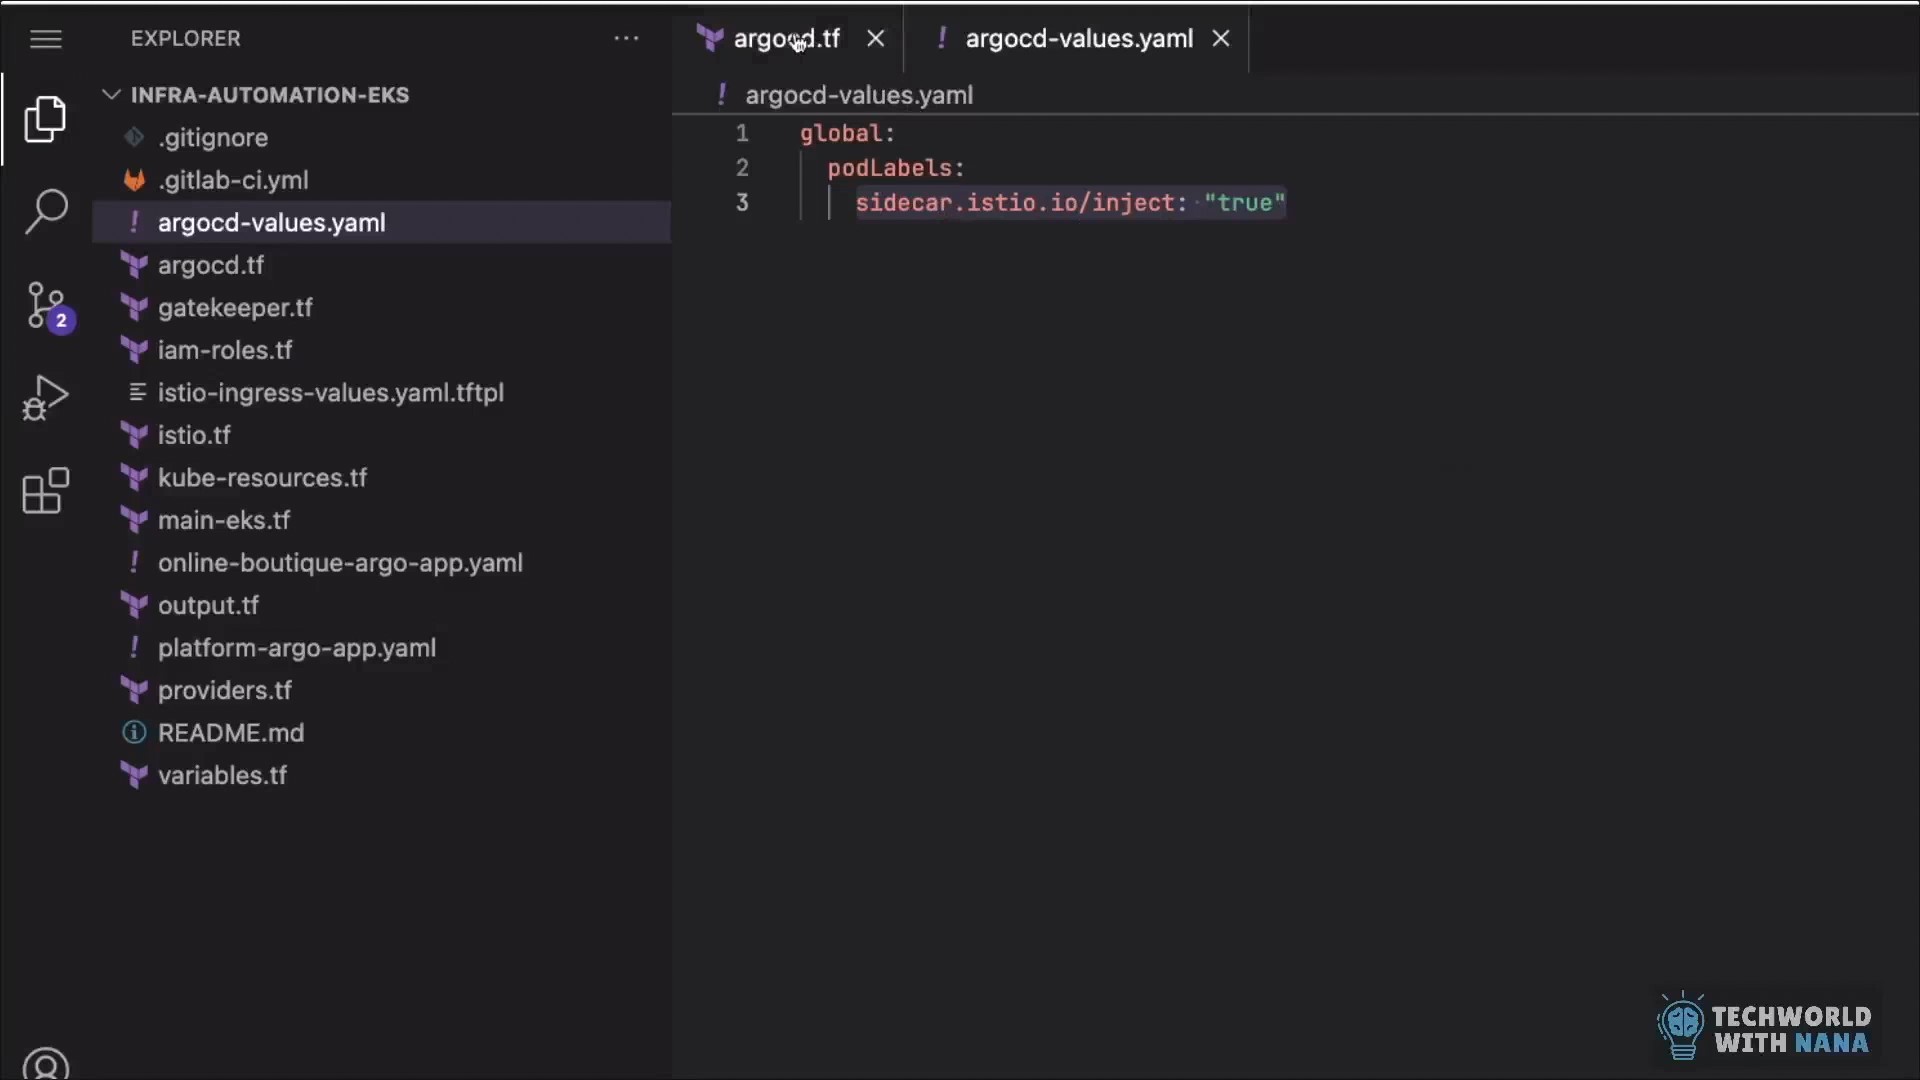 EXPLORER
argocd.tf
argocd-values.yaml
INFRA-AUTOMATION-EKS
.gitignore
.gitlab-ci.yml
argocd-values.yaml
argocd.tf
gatekeeper.tf
iam-roles.tf
istio-ingress-values.yaml.tftpl
istio.tf
kube-resources.tf
main-eks.tf
online-boutique-argo-app.yaml
output.tf
platform-argo-app.yaml
providers.tf
README.md
variables.tf
2
argocd-values.yaml
1 global:
2 podLabels:
3 sidecar.istio.io/inject: "true"
TECHWORLD
WITH NANA